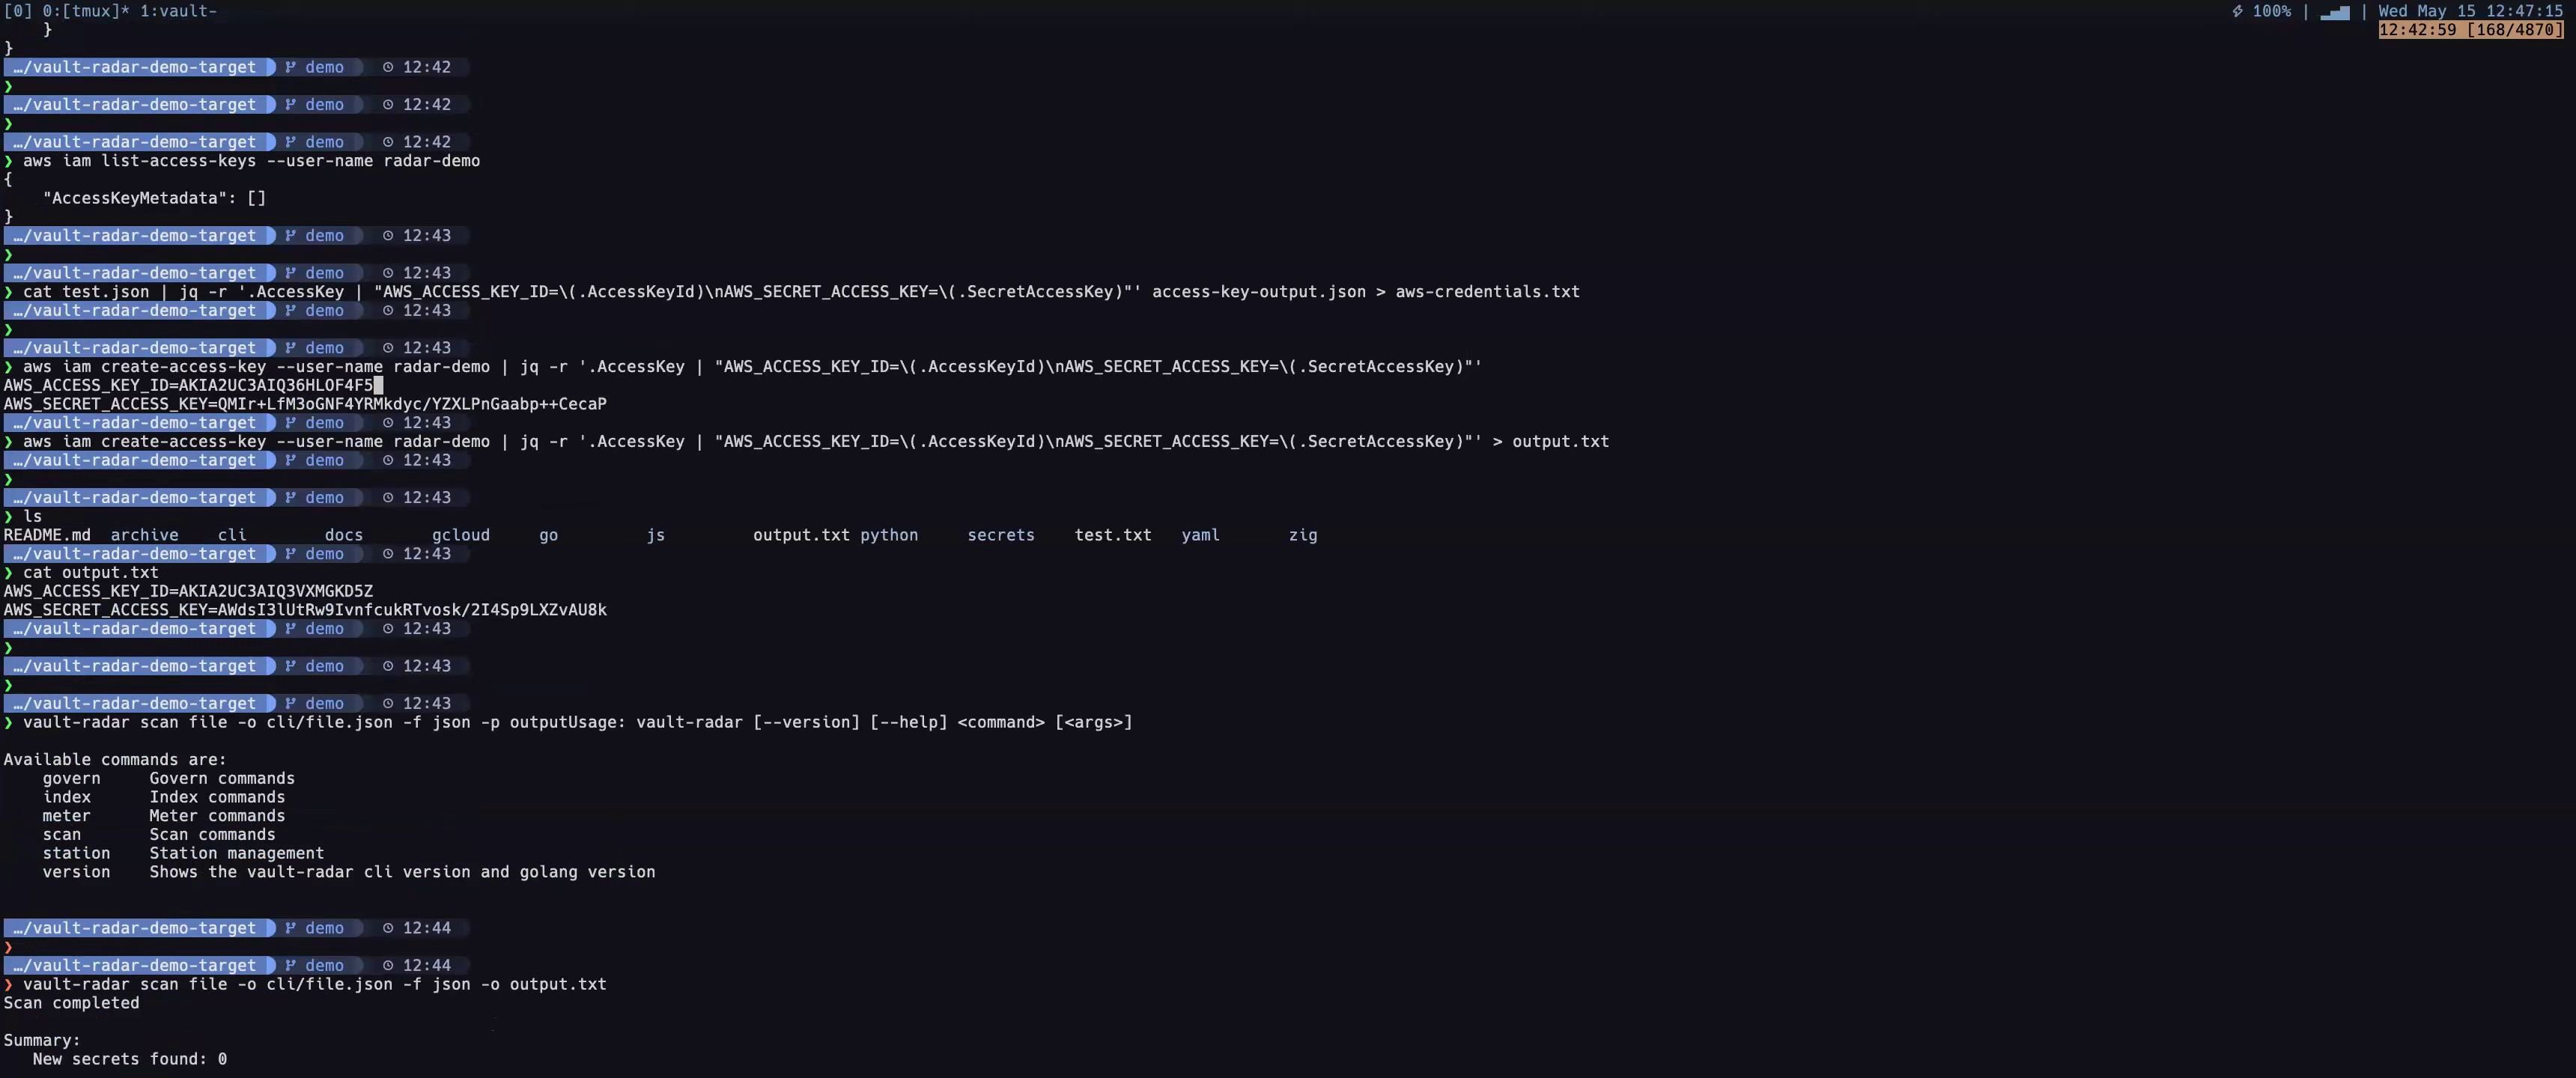 [0] 0:[tmux]* 1:vault- 100% | | Wed May 15 12:47:15
} 12:42:59 [168/4870]
}
…/vault-radar-demo-target demo 12:42
❯
…/vault-radar-demo-target demo 12:42
❯
…/vault-radar-demo-target demo 12:42
❯ aws iam list-access-keys --user-name radar-demo
{
"AccessKeyMetadata": []
}
…/vault-radar-demo-target demo 12:43
❯
…/vault-radar-demo-target demo 12:43
❯ cat test.json | jq -r '.AccessKey | "AWS_ACCESS_KEY_ID=\(.AccessKeyId)\nAWS_SECRET_ACCESS_KEY=\(.SecretAccessKey)"' access-key-output.json > aws-credentials.txt
…/vault-radar-demo-target demo 12:43
❯
…/vault-radar-demo-target demo 12:43
❯ aws iam create-access-key --user-name radar-demo | jq -r '.AccessKey | "AWS_ACCESS_KEY_ID=\(.AccessKeyId)\nAWS_SECRET_ACCESS_KEY=\(.SecretAccessKey)"'
AWS_ACCESS_KEY_ID=AKIA2UC3AIQ36HLOF4F5
AWS_SECRET_ACCESS_KEY=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
…/vault-radar-demo-target demo 12:43
❯ aws iam create-access-key --user-name radar-demo | jq -r '.AccessKey | "AWS_ACCESS_KEY_ID=\(.AccessKeyId)\nAWS_SECRET_ACCESS_KEY=\(.SecretAccessKey)"' > output.txt
…/vault-radar-demo-target demo 12:43
❯
…/vault-radar-demo-target demo 12:43
❯ ls
README.md archive cli docs gcloud go js output.txt python secrets test.txt yaml zig
…/vault-radar-demo-target demo 12:43
❯ cat output.txt
AWS_ACCESS_KEY_ID=AKIA2UC3AIQ3VXMGKD5Z
AWS_SECRET_ACCESS_KEY=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
…/vault-radar-demo-target demo 12:43
❯
…/vault-radar-demo-target demo 12:43
❯
…/vault-radar-demo-target demo 12:43
❯ vault-radar scan file -o cli/file.json -f json -p outputUsage: vault-radar [--version] [--help] <command> [<args>]
Available commands are:
govern Govern commands
index Index commands
meter Meter commands
scan Scan commands
station Station management
version Shows the vault-radar cli version and golang version
…/vault-radar-demo-target demo 12:44
❯
…/vault-radar-demo-target demo 12:44
❯ vault-radar scan file -o cli/file.json -f json -o output.txt
Scan completed
Summary:
New secrets found: 0